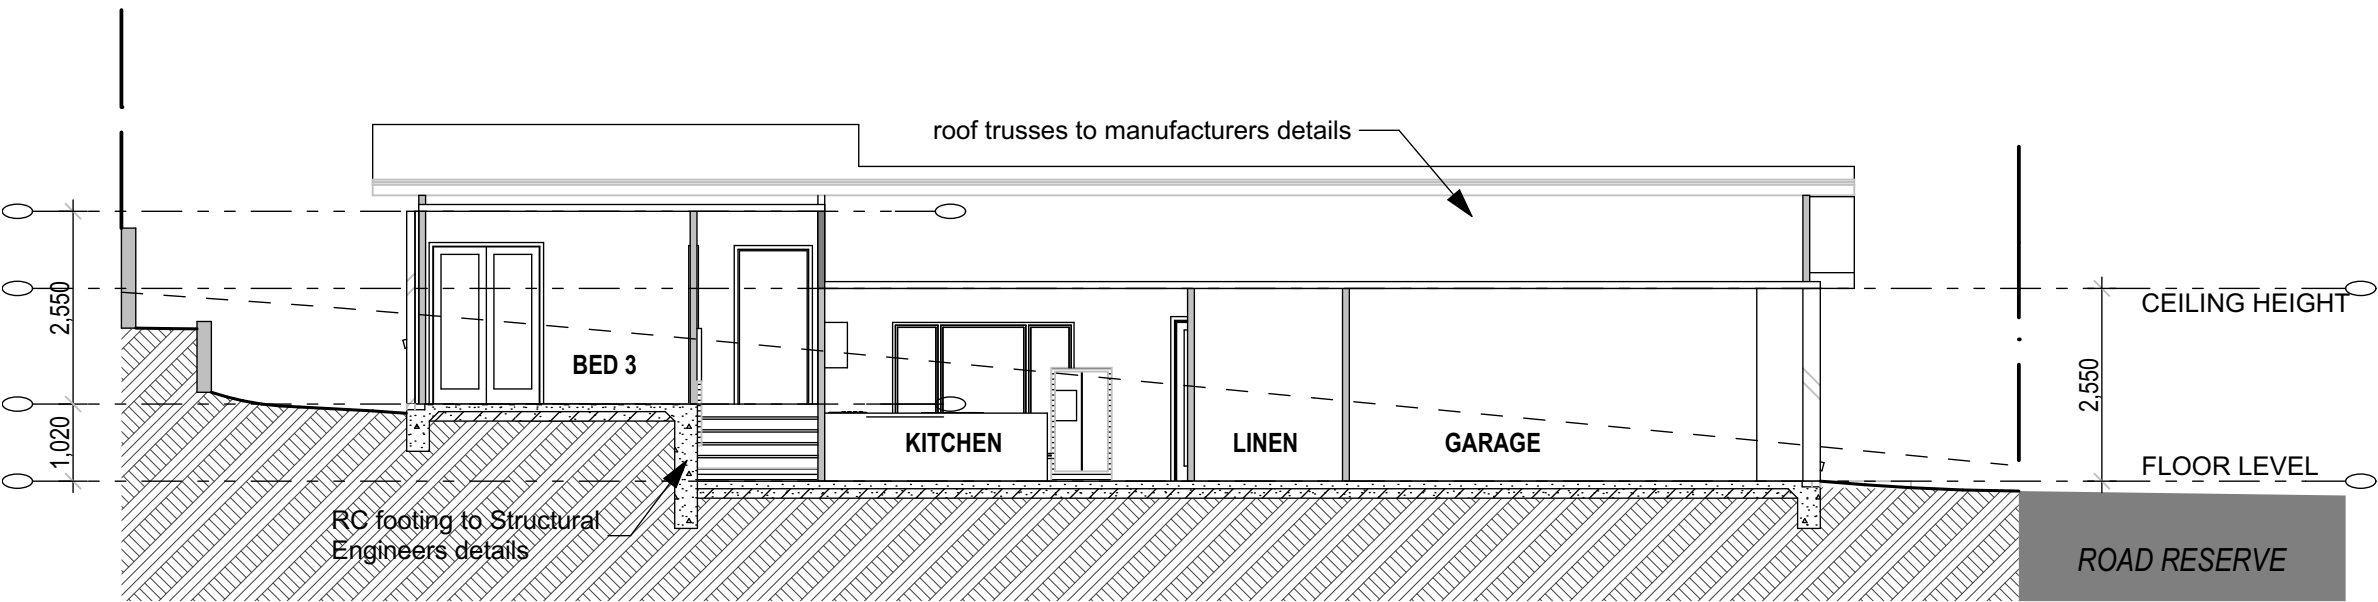 roof trusses to manufacturers details
2,550
CEILING HEIGHT
BED 3
2,550
1,020
KITCHEN
LINEN
GARAGE
FLOOR LEVEL
RC footing to Structural
Engineers details
ROAD RESERVE